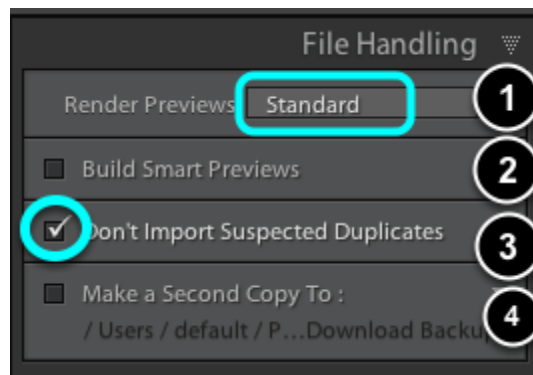 File Handling
Render Previews Standard 1
Build Smart Previews 2
Don't Import Suspected Duplicates 3
Make a Second Copy To : 4
/ Users / default / P...Download Backup